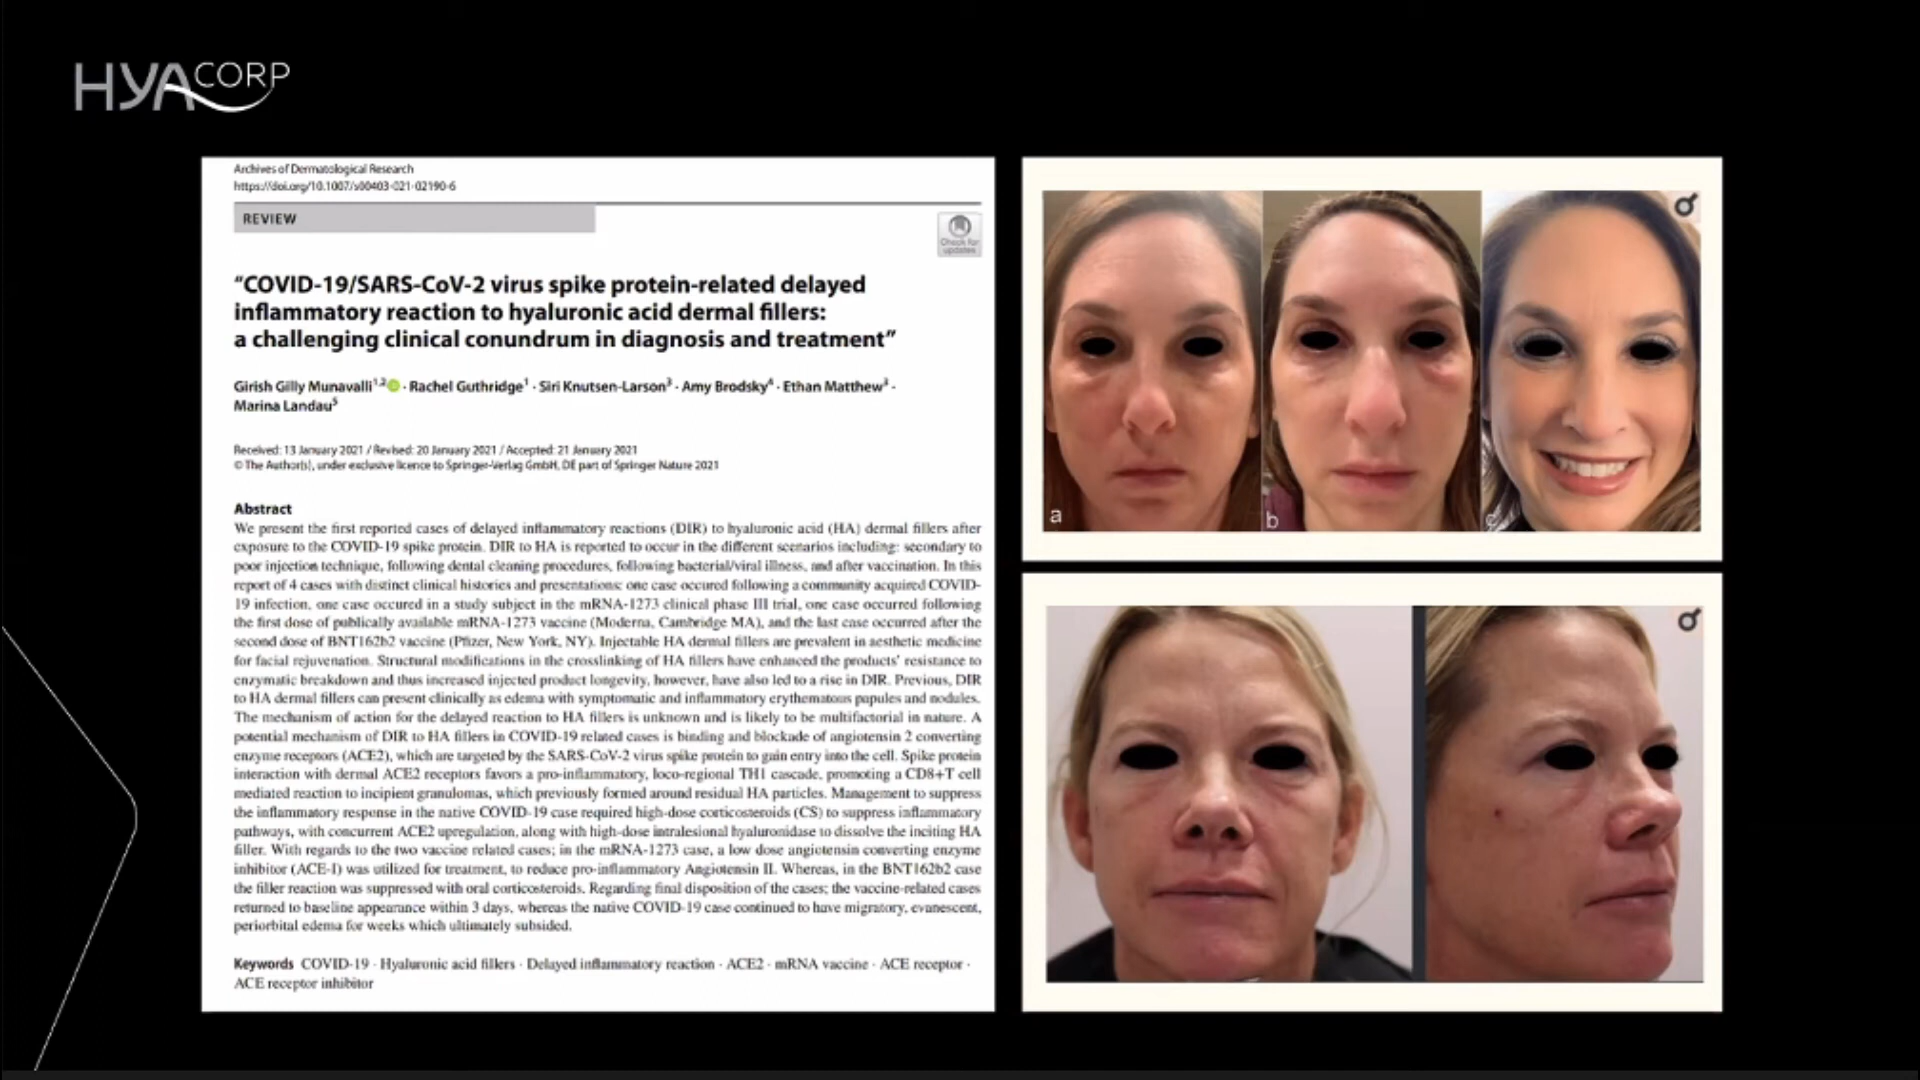 HYACORP
Archives of Dermatological Research
https://doi.org/10.1007/s00403-021-02190-6
REVIEW
Check for
updates
“COVID-19/SARS-CoV-2 virus spike protein-related delayed
inflammatory reaction to hyaluronic acid dermal fillers:
a challenging clinical conundrum in diagnosis and treatment”
Girish Gilly Munavalli1,2 · Rachel Guthridge1 · Siri Knutsen-Larson3 · Amy Brodsky4 · Ethan Matthew3 ·
Marina Landau5
Received: 13 January 2021 / Revised: 20 January 2021 / Accepted: 21 January 2021
© The Author(s), under exclusive licence to Springer-Verlag GmbH, DE part of Springer Nature 2021
Abstract
We present the first reported cases of delayed inflammatory reactions (DIR) to hyaluronic acid (HA) dermal fillers after
exposure to the COVID-19 spike protein. DIR to HA is reported to occur in the different scenarios including: secondary to
poor injection technique, following dental cleaning procedures, following bacterial/viral illness, and after vaccination. In this
report of 4 cases with distinct clinical histories and presentations: one case occured following a community acquired COVID-
19 infection, one case occured in a study subject in the mRNA-1273 clinical phase III trial, one case occurred following
the first dose of publically available mRNA-1273 vaccine (Moderna, Cambridge MA), and the last case occurred after the
second dose of BNT162b2 vaccine (Pfizer, New York, NY). Injectable HA dermal fillers are prevalent in aesthetic medicine
for facial rejuvenation. Structural modifications in the crosslinking of HA fillers have enhanced the products’ resistance to
enzymatic breakdown and thus increased injected product longevity, however, have also led to a rise in DIR. Previous, DIR
to HA dermal fillers can present clinically as edema with symptomatic and inflammatory erythematous papules and nodules.
The mechanism of action for the delayed reaction to HA fillers is unknown and is likely to be multifactorial in nature. A
potential mechanism of DIR to HA fillers in COVID-19 related cases is binding and blockade of angiotensin 2 converting
enzyme receptors (ACE2), which are targeted by the SARS-CoV-2 virus spike protein to gain entry into the cell. Spike protein
interaction with dermal ACE2 receptors favors a pro-inflammatory, loco-regional TH1 cascade, promoting a CD8+T cell
mediated reaction to incipient granulomas, which previously formed around residual HA particles. Management to suppress
the inflammatory response in the native COVID-19 case required high-dose corticosteroids (CS) to suppress inflammatory
pathways, with concurrent ACE2 upregulation, along with high-dose intralesional hyaluronidase to dissolve the inciting HA
filler. With regards to the two vaccine related cases; in the mRNA-1273 case, a low dose angiotensin converting enzyme
inhibitor (ACE-I) was utilized for treatment, to reduce pro-inflammatory Angiotensin II. Whereas, in the BNT162b2 case
the filler reaction was suppressed with oral corticosteroids. Regarding final disposition of the cases; the vaccine-related cases
returned to baseline appearance within 3 days, whereas the native COVID-19 case continued to have migratory, evanescent,
periorbital edema for weeks which ultimately subsided.
Keywords COVID-19 · Hyaluronic acid fillers · Delayed inflammatory reaction · ACE2 · mRNA vaccine · ACE receptor ·
ACE receptor inhibitor
a
b
c